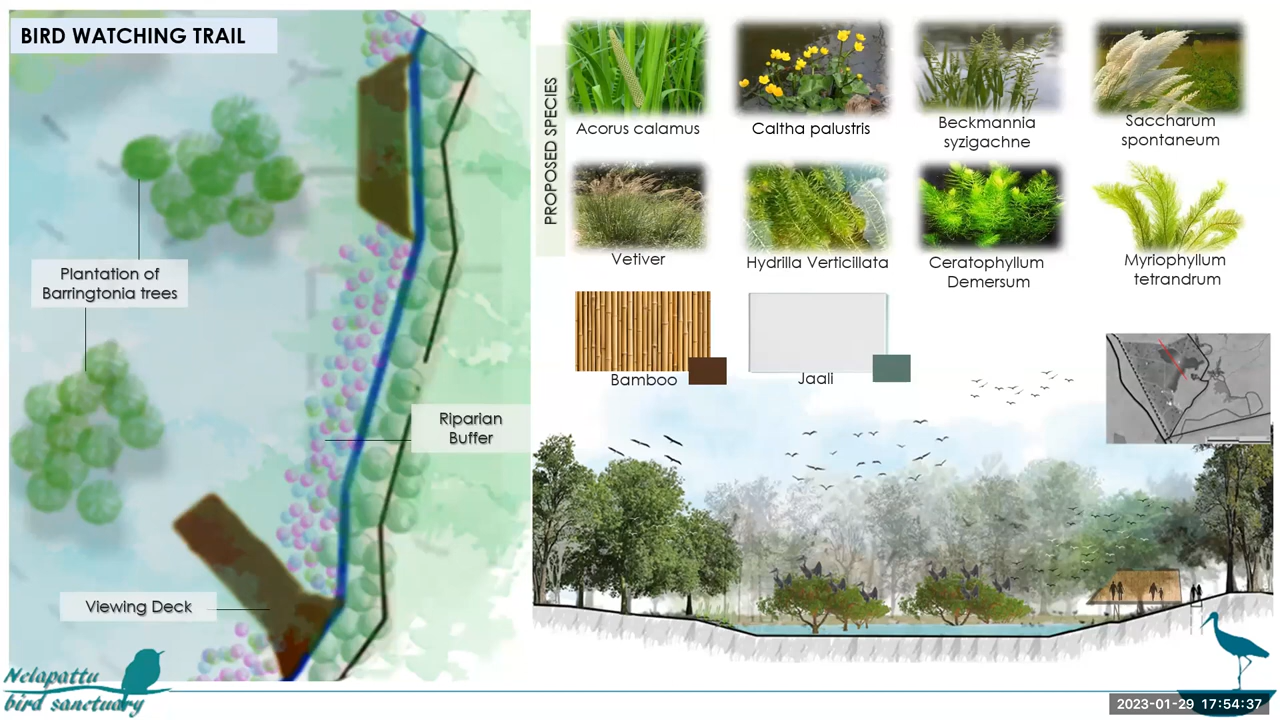 BIRD WATCHING TRAIL
Plantation of
Barringtonia trees
Riparian
Buffer
Viewing Deck
Nelapattu
bird sanctuary
PROPOSED SPECIES
Acorus calamus
Caltha palustris
Beckmannia
syzigachne
Saccharum
spontaneum
Vetiver
Hydrilla Verticillata
Ceratophyllum
Demersum
Myriophyllum
tetrandrum
Bamboo
Jaali
2023-01-29 17:54:37